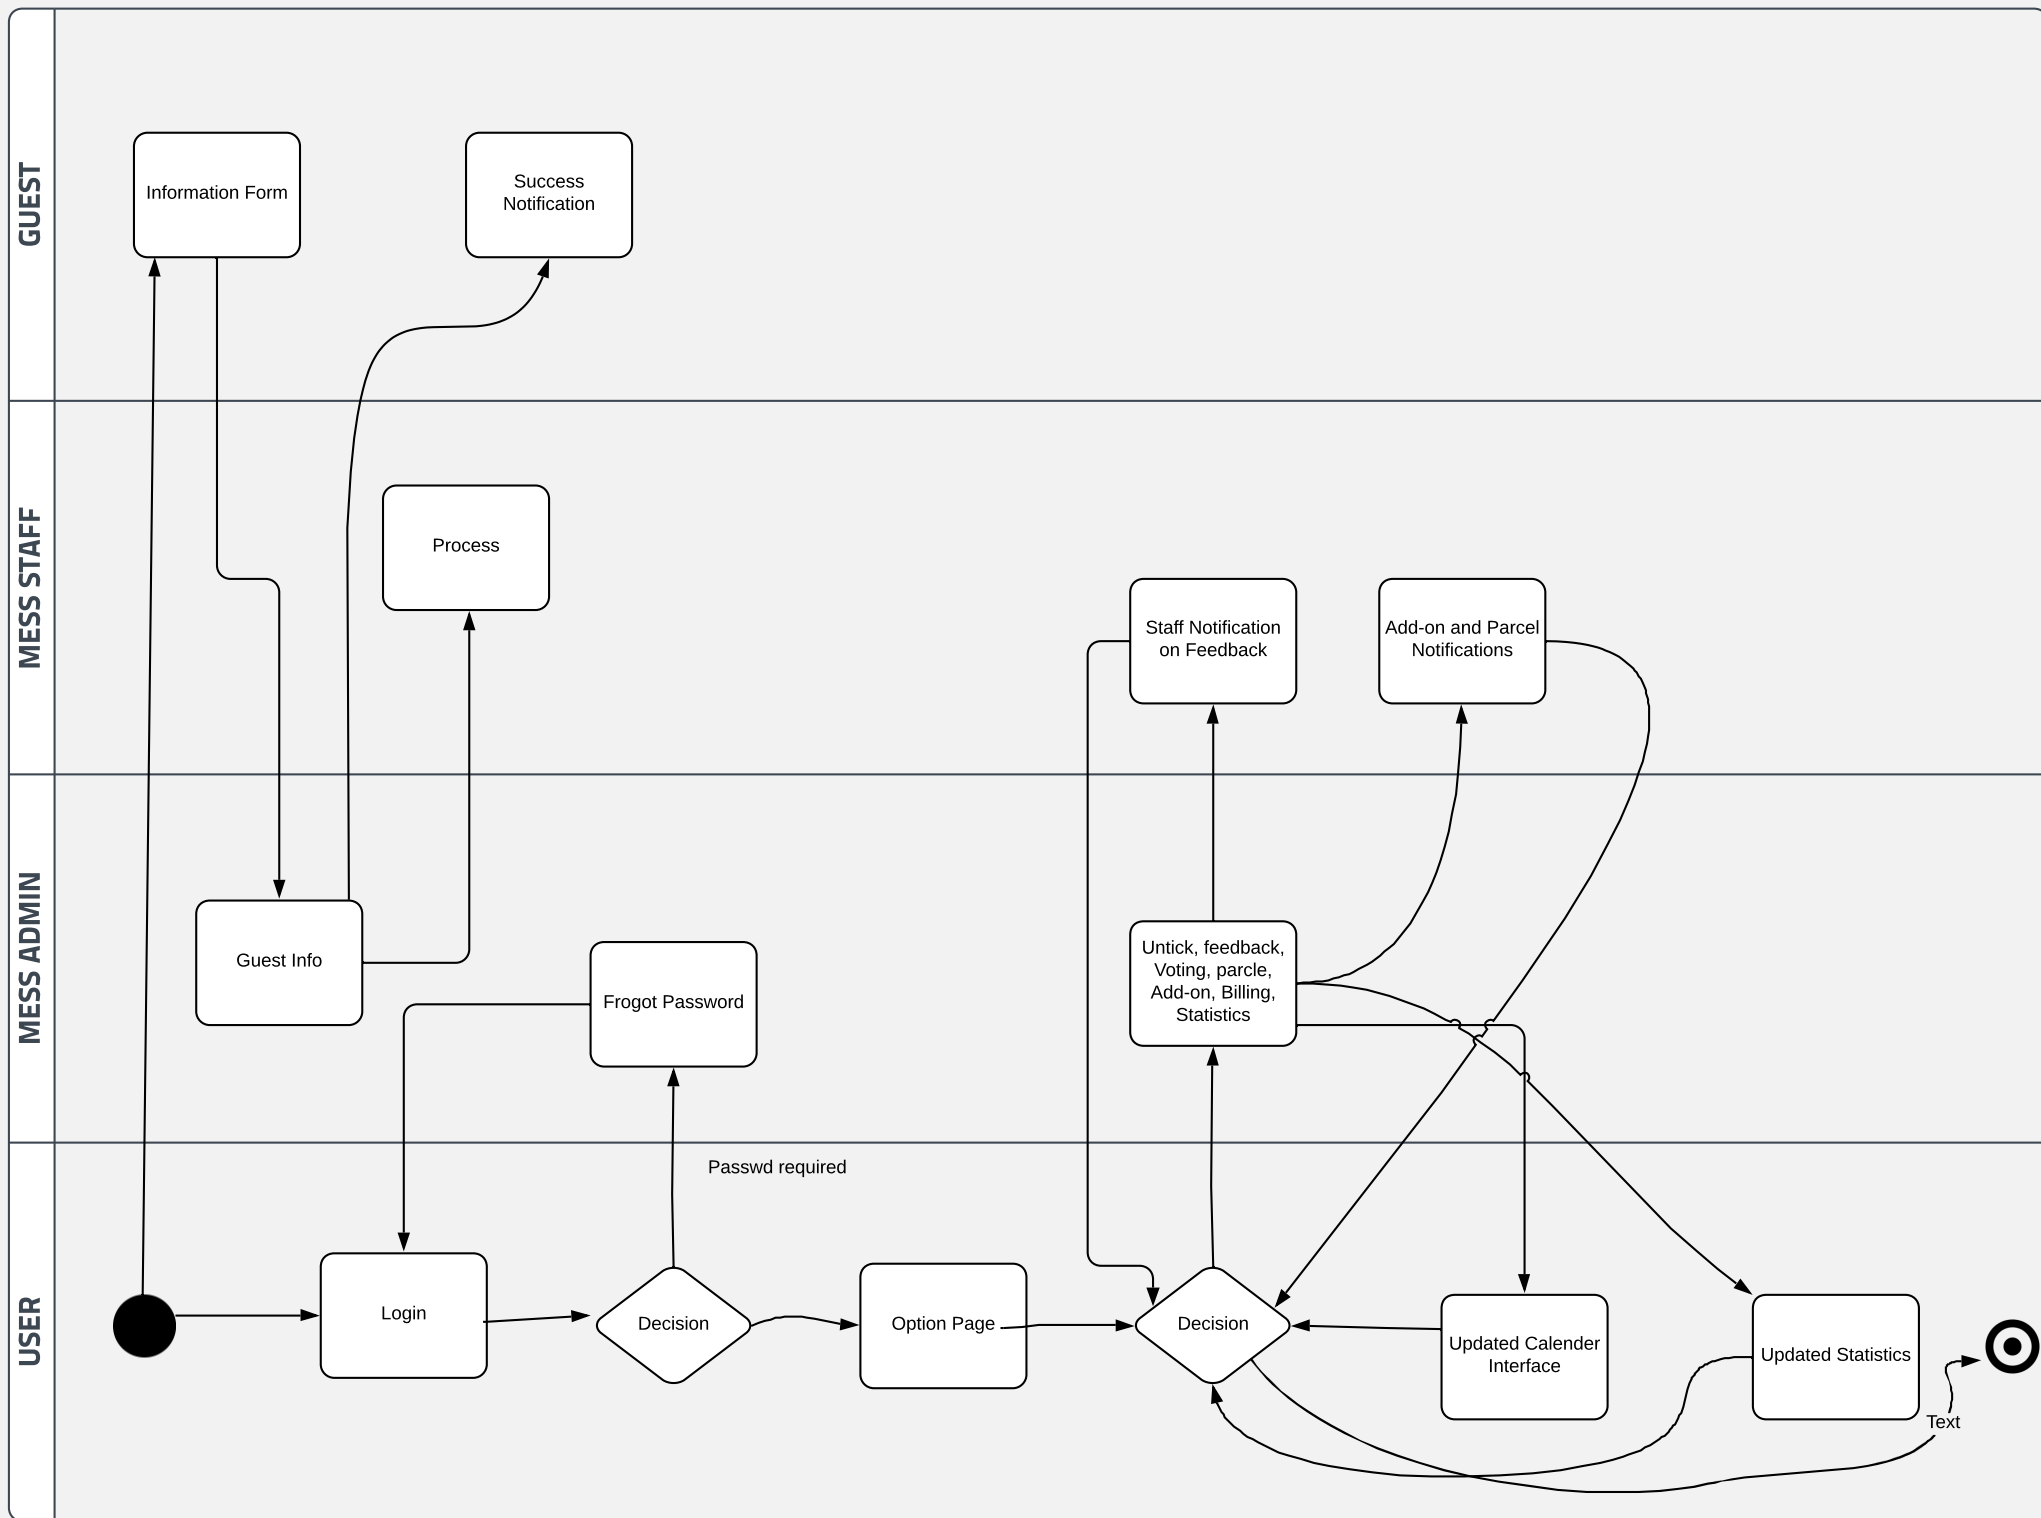 GUEST
Information Form
Success
Notification
MESS STAFF
Process
Staff Notification
on Feedback
Add-on and Parcel
Notifications
MESS ADMIN
Guest Info
Frogot Password
Untick, feedback,
Voting, parcle,
Add-on, Billing,
Statistics
USER
Passwd required
Login
Decision
Option Page
Decision
Updated Calender
Interface
Updated Statistics
Text